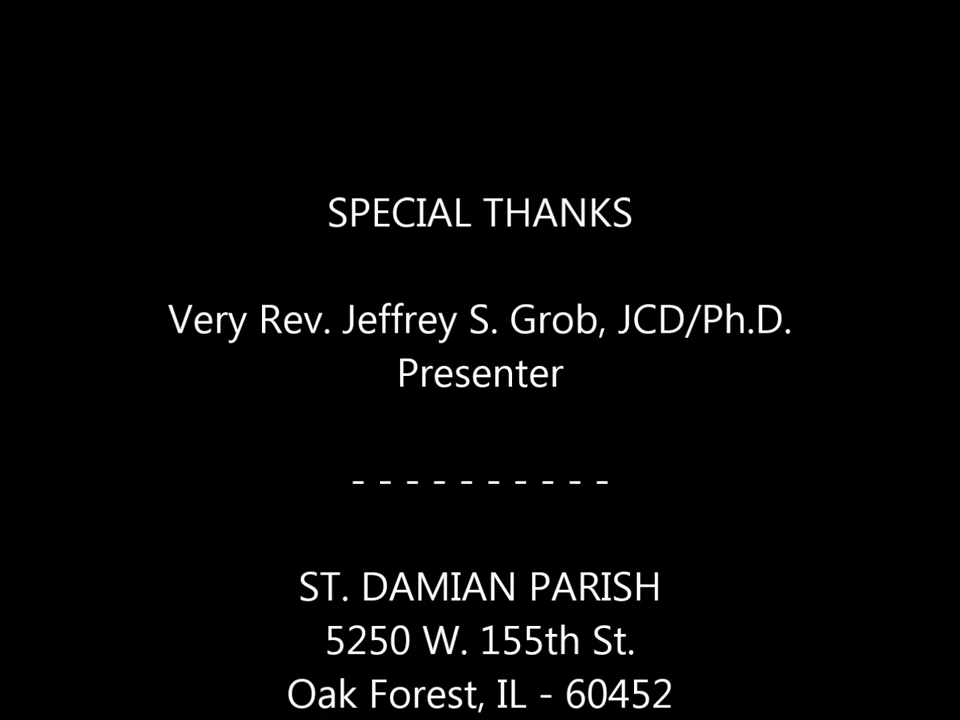 SPECIAL THANKS
Very Rev. Jeffrey S. Grob, JCD/Ph.D.
Presenter
- - - - - - - - - -
ST. DAMIAN PARISH
5250 W. 155th St.
Oak Forest, IL - 60452